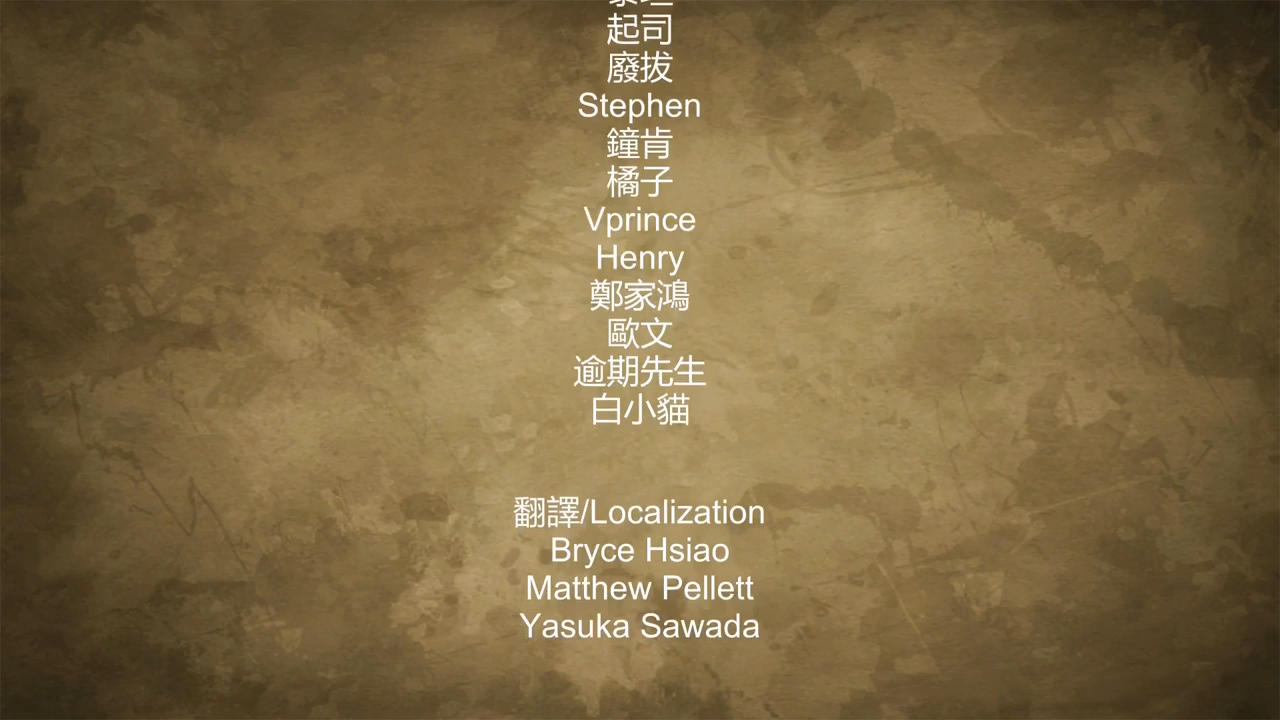 起司
廢拔
Stephen
鐘肯
橘子
Vprince
Henry
鄭家鴻
歐文
逾期先生
白小貓
翻譯/Localization
Bryce Hsiao
Matthew Pellett
Yasuka Sawada